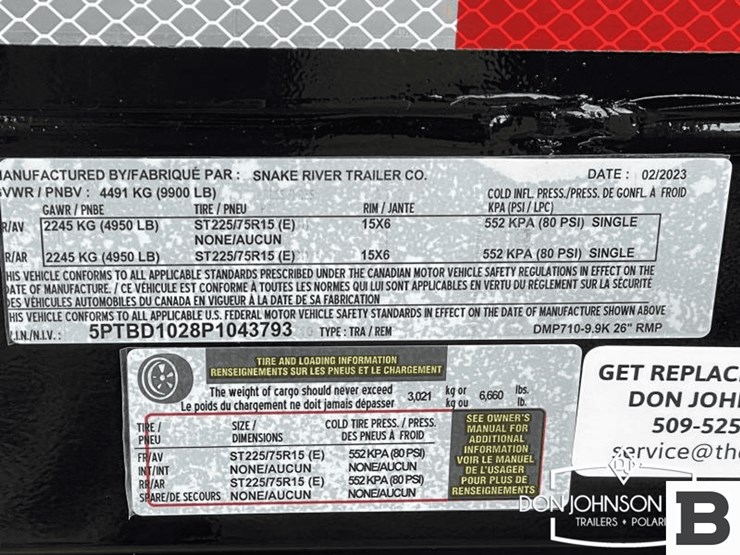 MANUFACTURED BY/FABRIQUÉ PAR : SNAKE RIVER TRAILER CO. DATE : 02/2023
GVWR / PNBV : 4491 KG (9900 LB) COLD INFL. PRESS./PRESS. DE GONFL. À FROID
GAWR / PNBE TIRE / PNEU RIM / JANTE KPA (PSI / LPC)
R/AV 2245 KG (4950 LB) ST225/75R15 (E) 15X6 552 KPA (80 PSI) SINGLE
NONE/AUCUN
R/AR 2245 KG (4950 LB) ST225/75R15 (E) 15X6 552 KPA (80 PSI) SINGLE
HIS VEHICLE CONFORMS TO ALL APPLICABLE STANDARDS PRESCRIBED UNDER THE CANADIAN MOTOR VEHICLE SAFETY REGULATIONS IN EFFECT ON THE
DATE OF MANUFACTURE. / CE VÉHICULE EST CONFORME À TOUTES LES NORMES QUI LUI SONT APPLICABLES EN VERTU DU RÈGLEMENT SUR LA SÉCURITÉ
DES VÉHICULES AUTOMOBILES DU CANADA EN VIGUEUR À LA DATE DE SA FABRICATION
HIS VEHICLE CONFORMS TO ALL APPLICABLE U.S. FEDERAL MOTOR VEHICLE SAFETY STANDARDS IN EFFECT ON THE DATE OF MANUFACTURE SHOWN ABOVE
V.I.N./N.I.V.: 5PTBD1028P1043793 TYPE : TRA / REM DMP710-9.9K 26" RMP
TIRE AND LOADING INFORMATION
RENSEIGNEMENTS SUR LES PNEUS ET LE CHARGEMENT
The weight of cargo should never exceed 3,021 kg or 6,660 lbs.
Le poids du chargement ne doit jamais dépasser kg ou lb.
TIRE / SIZE / COLD TIRE PRESS. / PRESS.
PNEU DIMENSIONS DES PNEUS À FROID
FR/AV ST225/75R15 (E) 552 KPA (80 PSI)
INT/INT NONE/AUCUN NONE/AUCUN
RR/AR ST225/75R15 (E) 552 KPA (80 PSI)
SPARE/DE SECOURS NONE/AUCUN NONE/AUCUN
SEE OWNER'S
MANUAL FOR
ADDITIONAL
INFORMATION
VOIR LE MANUEL
DE L'USAGER
POUR PLUS DE
RENSEIGNEMENTS
GET REPLAC
DON JOH
509-525
service@th
DON JOHNSON
TRAILERS • POLARI
B